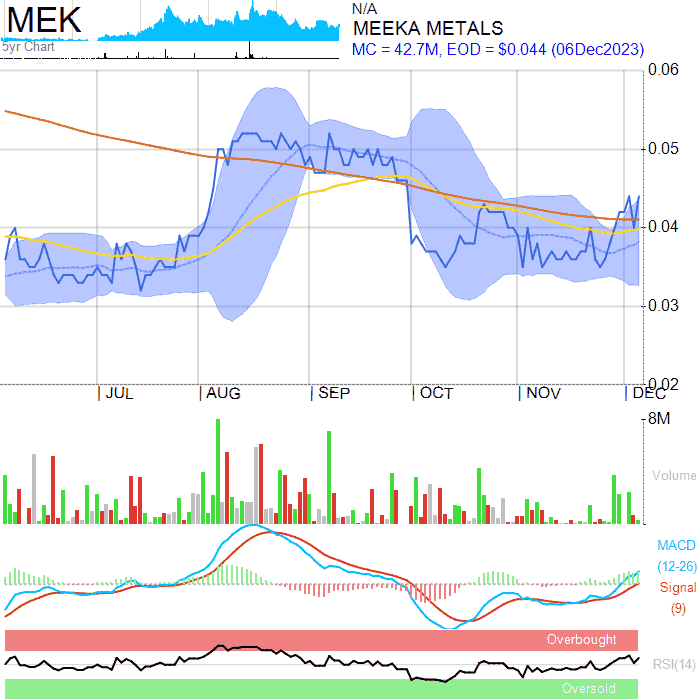 MEK
5yr Chart
N/A
MEEKA METALS
MC = 42.7M, EOD = $0.044 (06Dec2023)
0.06
0.05
0.04
0.03
0.02
JUL
AUG
SEP
OCT
NOV
DEC
8M
Volume
MACD
(12-26)
Signal
(9)
Overbought
RSI(14)
Oversold